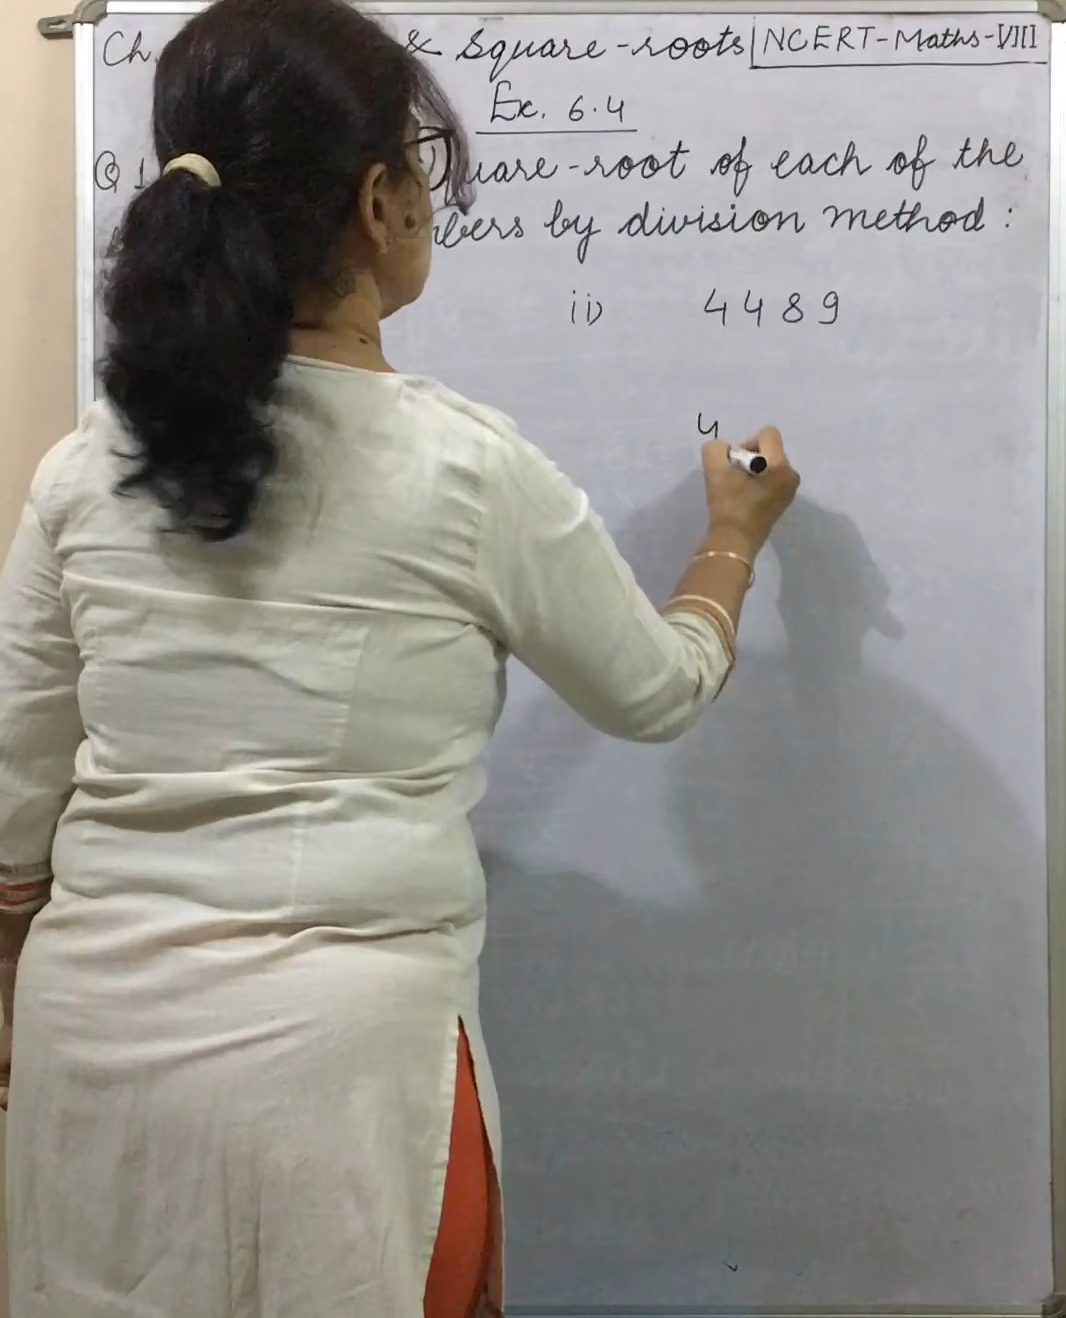 Ch. & Square-roots NCERT-Maths-VIII
Ex. 6.4
Q1 uare-root of each of the
bers by division method :
ii) 4489
4